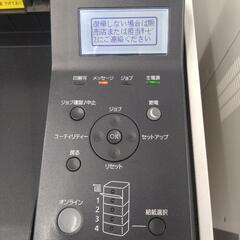 復帰しない場合は販
売店または担当サービ
スにご連絡ください
印刷可 メッセージ ジョブ 主電源
ジョブ確認/中止
ジョブ
節電
ユーティリティー
OK
セットアップ
戻る
リセット
オンライン
1
2
3
4
給紙選択